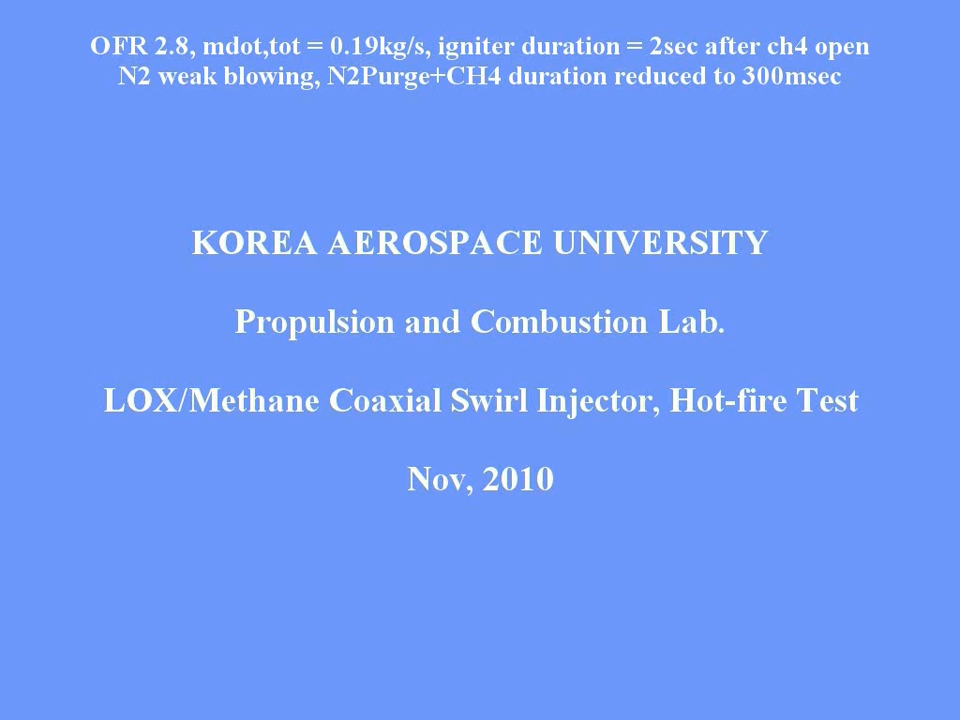 OFR 2.8, mdot,tot = 0.19kg/s, igniter duration = 2sec after ch4 open
N2 weak blowing, N2Purge+CH4 duration reduced to 300msec
KOREA AEROSPACE UNIVERSITY
Propulsion and Combustion Lab.
LOX/Methane Coaxial Swirl Injector, Hot-fire Test
Nov, 2010